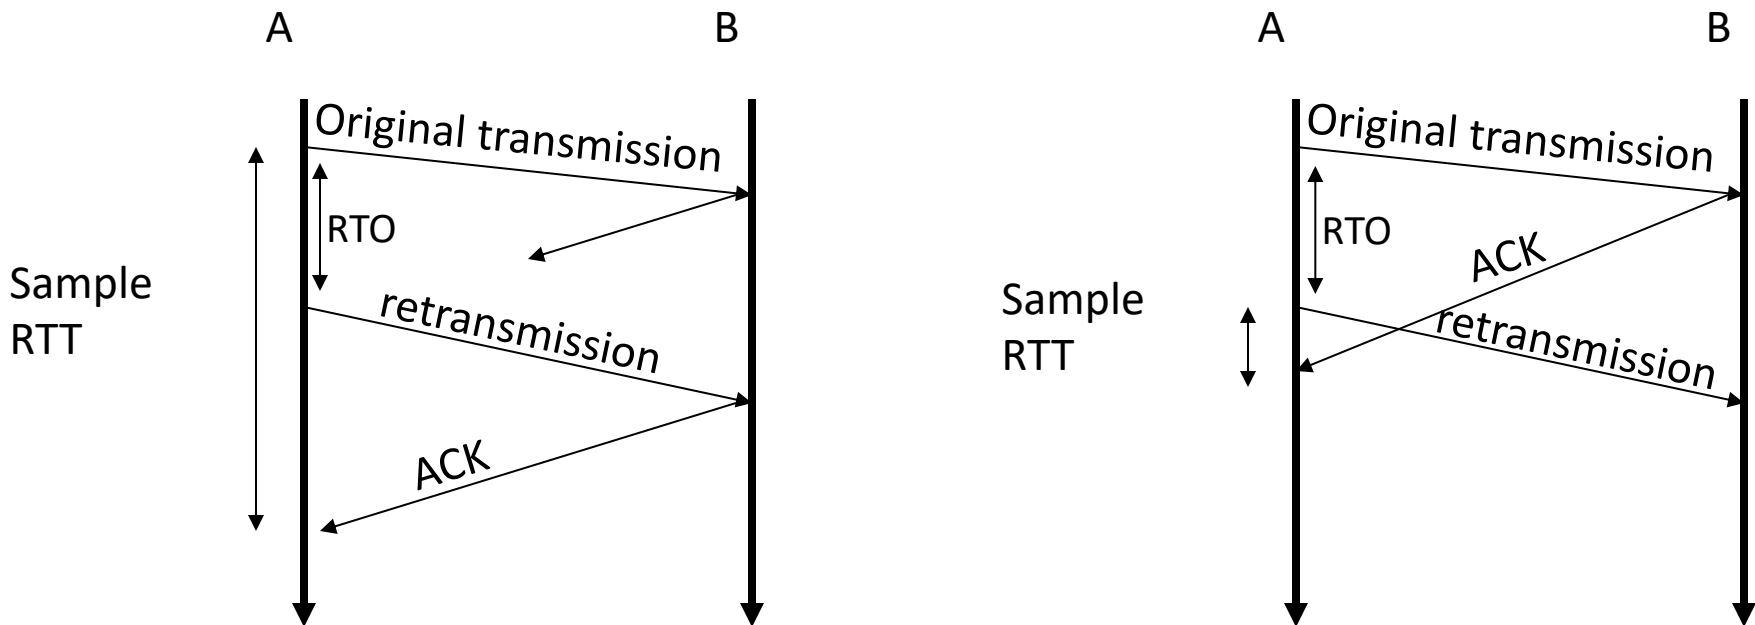 A
B
Original transmission
RTO
Sample
RTT
retransmission
ACK
A
B
Original transmission
RTO
ACK
Sample
RTT
retransmission